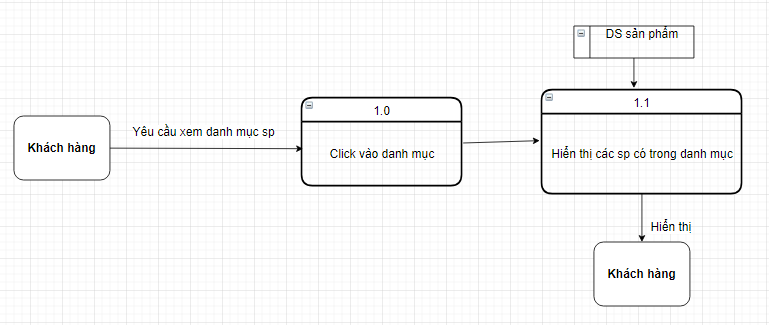 DS sản phẩm
1.0
1.1
Khách hàng
Yêu cầu xem danh mục sp
Click vào danh mục
Hiển thị các sp có trong danh mục
Hiển thị
Khách hàng